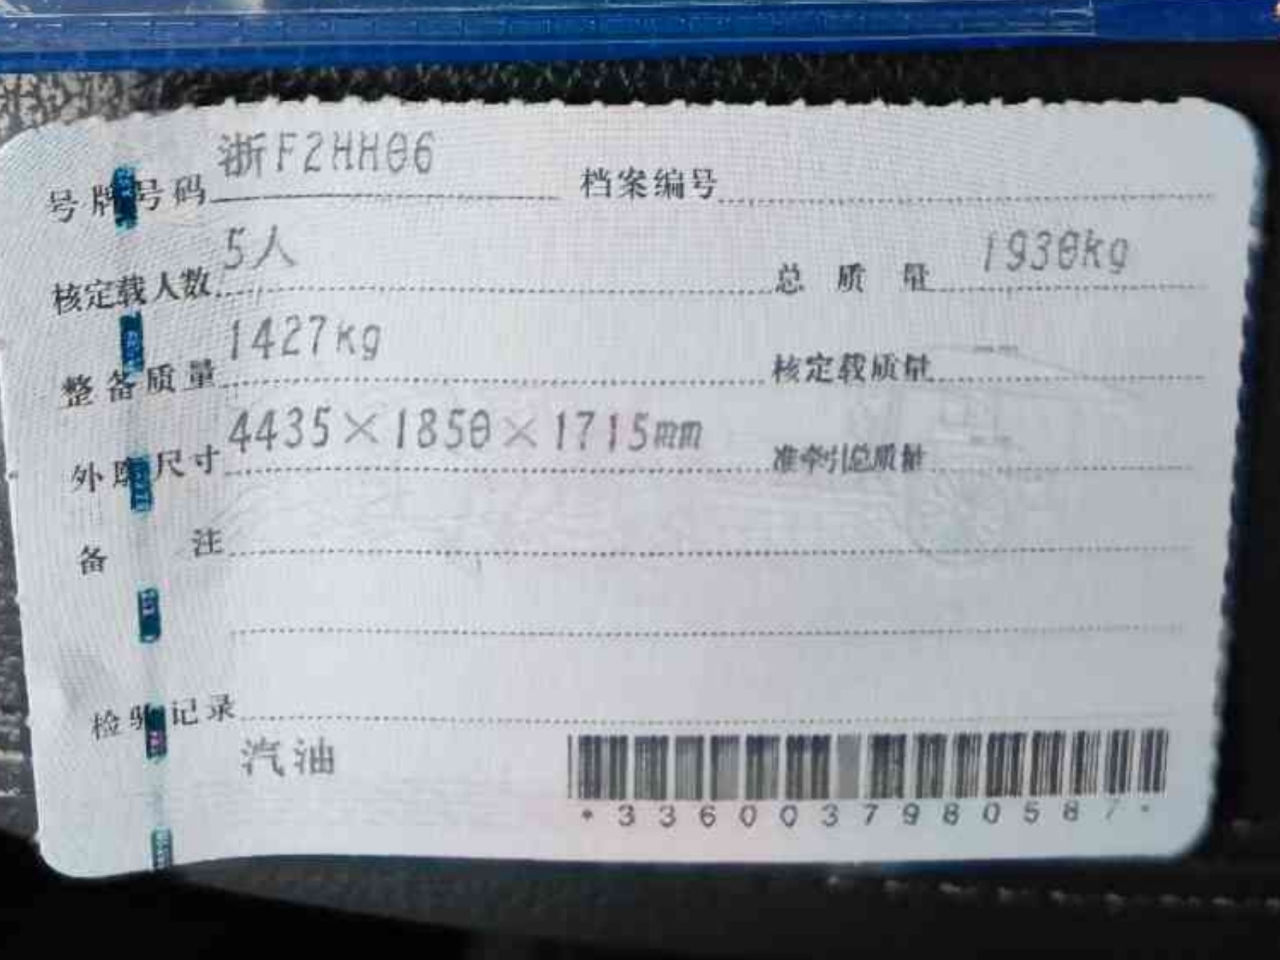 号牌号码 浙F2HH06 档案编号
核定载人数 5人 总质量 1930kg
整备质量 1427kg 核定载质量 --
外廓尺寸 4435×1850×1715mm 准牵引总质量 --
备注
检验记录
汽油
*3360037980587*